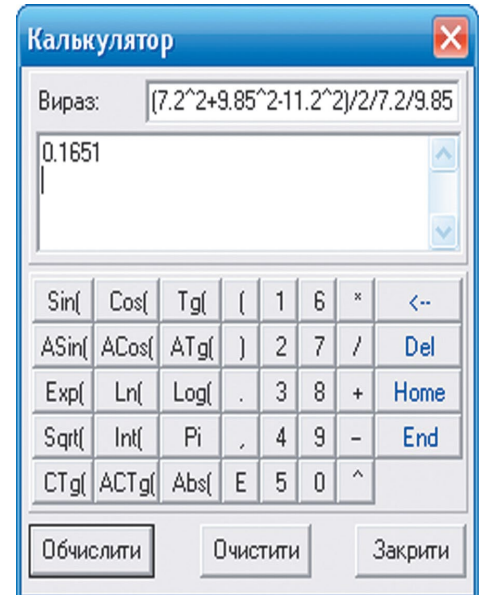 Калькулятор
Вираз: (7.2^2+9.85^2-11.2^2)/2/7.2/9.85
0.1651
Sin( Cos( Tg( ( 1 6 * <--
ASin( ACos( ATg( ) 2 7 / Del
Exp( Ln( Log( . 3 8 + Home
Sqrt( Int( Pi , 4 9 - End
CTg( ACTg( Abs( E 5 0 ^
Обчислити Очистити Закрити